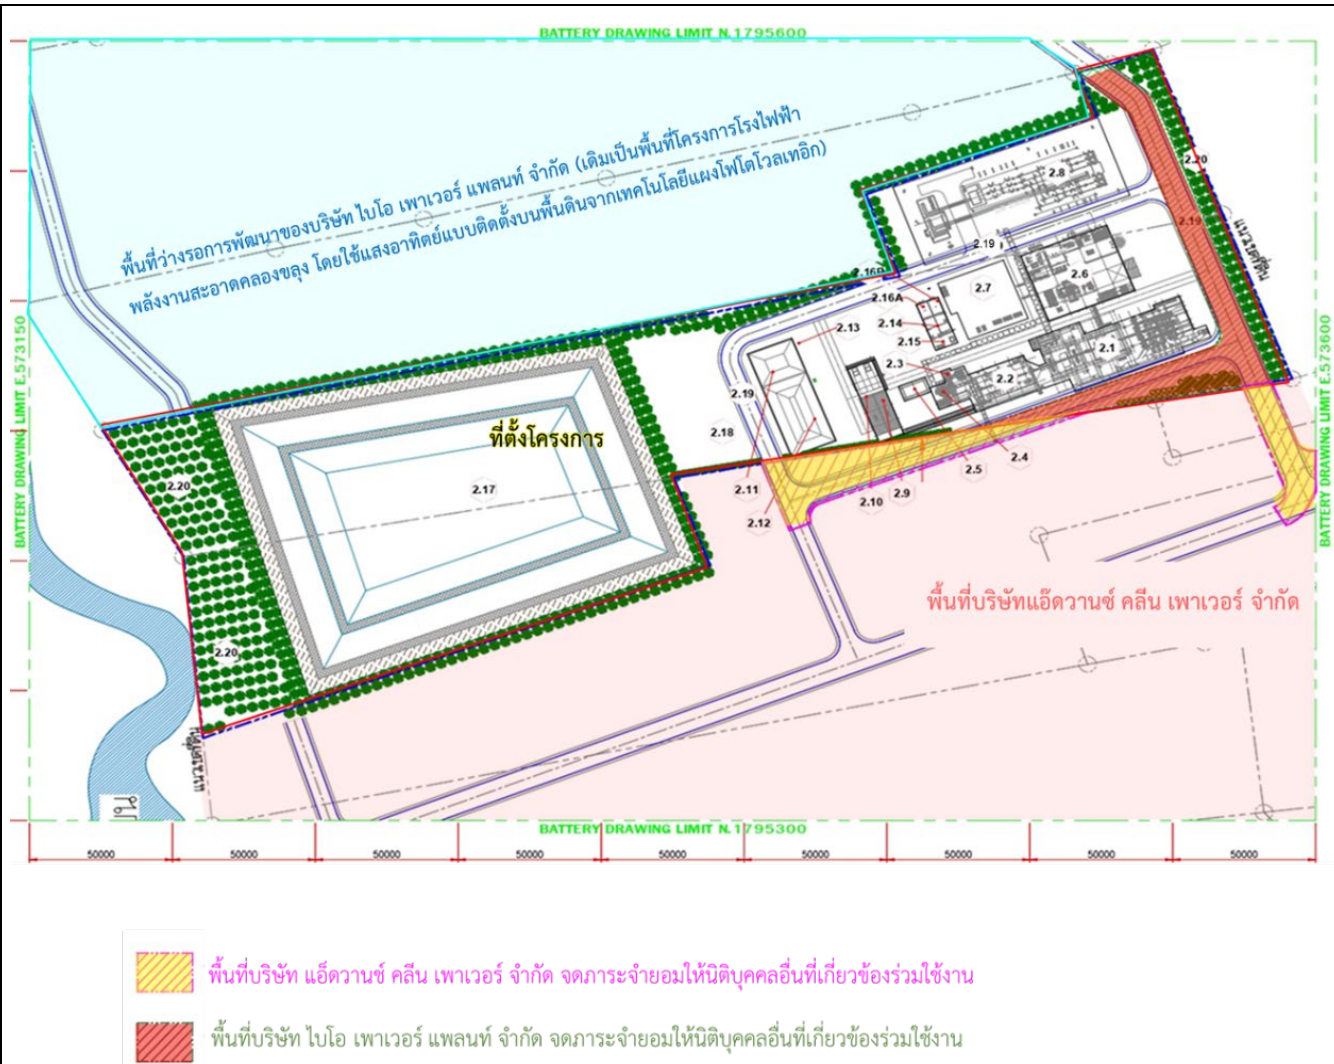 BATTERY DRAWING LIMIT N.1795600
พื้นที่ว่างรอการพัฒนาของบริษัท ไบโอ เพาเวอร์ แพลนท์ จำกัด (เดิมเป็นพื้นที่โครงการโรงไฟฟ้า
พลังงานสะอาดคลองขลุง โดยใช้แสงอาทิตย์แบบติดตั้งบนพื้นดินจากเทคโนโลยีแผงโฟโตโวลเทอิก)
2.20
2.8
2.19
แนวเขตที่ดิน
2.19
2.16B
2.7
2.6
2.16A
2.14
2.13
2.15
2.1
2.3
2.2
2.19
2.18
ที่ตั้งโครงการ
2.4
2.5
2.11
2.10
2.9
2.12
2.17
2.20
2.20
BATTERY DRAWING LIMIT E.573150
BATTERY DRAWING LIMIT E.573600
พื้นที่บริษัทแอ๊ดวานซ์ คลีน เพาเวอร์ จำกัด
แนวเขตที่ดิน
BATTERY DRAWING LIMIT N.1795300
50000 50000 50000 50000 50000 50000 50000 50000 50000
พื้นที่บริษัท แอ็ดวานซ์ คลีน เพาเวอร์ จำกัด จดภาระจำยอมให้นิติบุคคลอื่นที่เกี่ยวข้องร่วมใช้งาน
พื้นที่บริษัท ไบโอ เพาเวอร์ แพลนท์ จำกัด จดภาระจำยอมให้นิติบุคคลอื่นที่เกี่ยวข้องร่วมใช้งาน